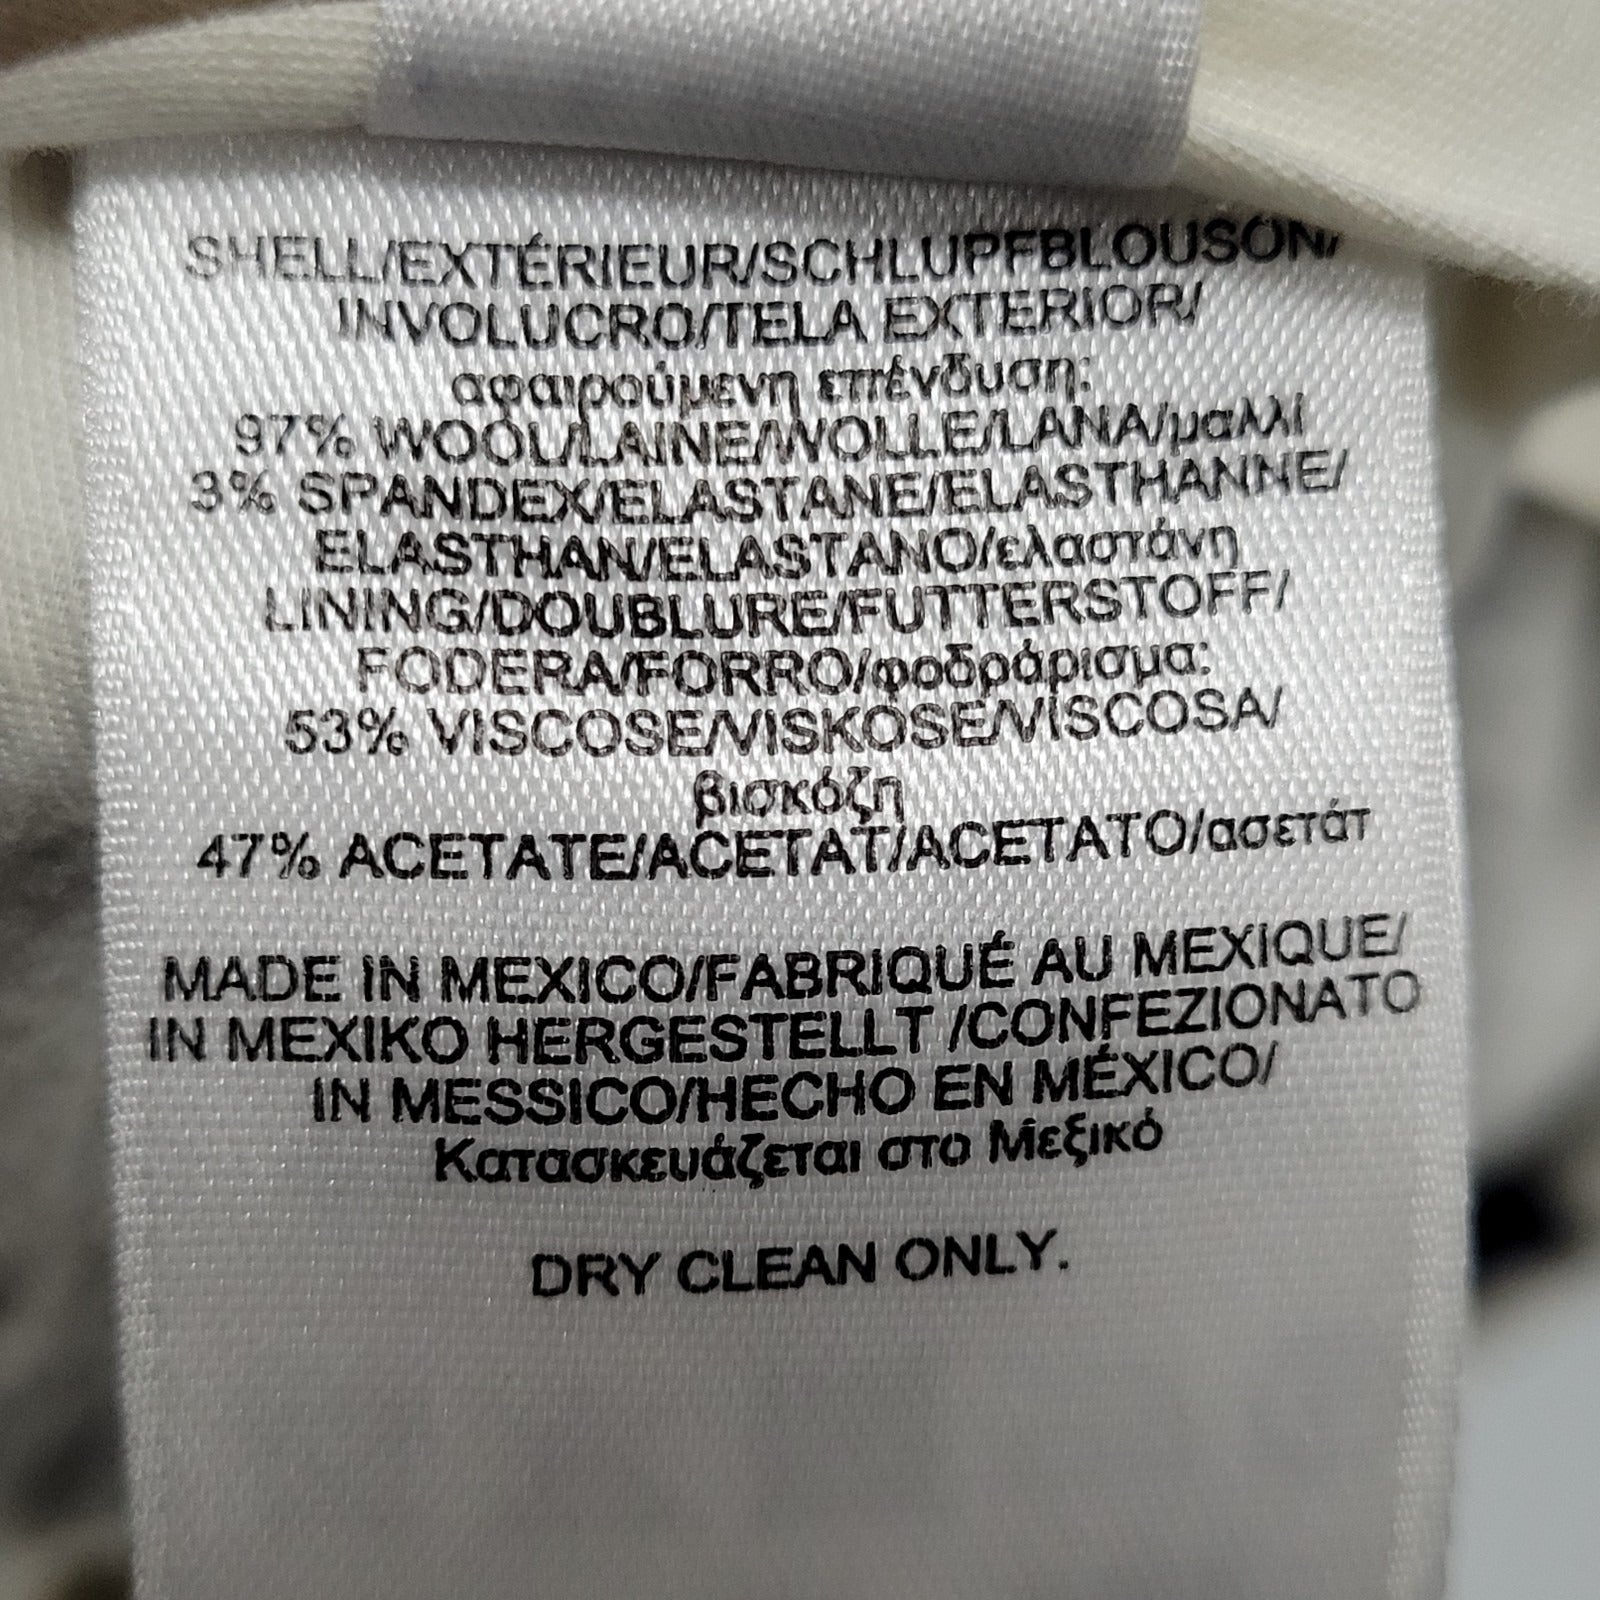 SHELL/EXTÉRIEUR/SCHLUPFBLOUSON/
INVOLUCRO/TELA EXTERIOR/
αφαιρούμενη επένδυση:
97% WOOL/LAINE/WOLLE/LANA/μαλλί
3% SPANDEX/ELASTANE/ELASTHANNE/
ELASTHAN/ELASTANO/ελαστάνη
LINING/DOUBLURE/FUTTERSTOFF/
FODERA/FORRO/φοδράρισμα:
53% VISCOSE/VISKOSE/VISCOSA/
βισκόζη
47% ACETATE/ACETAT/ACETATO/ασετάτ
MADE IN MEXICO/FABRIQUÉ AU MEXIQUE/
IN MEXIKO HERGESTELLT /CONFEZIONATO
IN MESSICO/HECHO EN MÉXICO/
Κατασκευάζεται στο Μεξικό
DRY CLEAN ONLY.